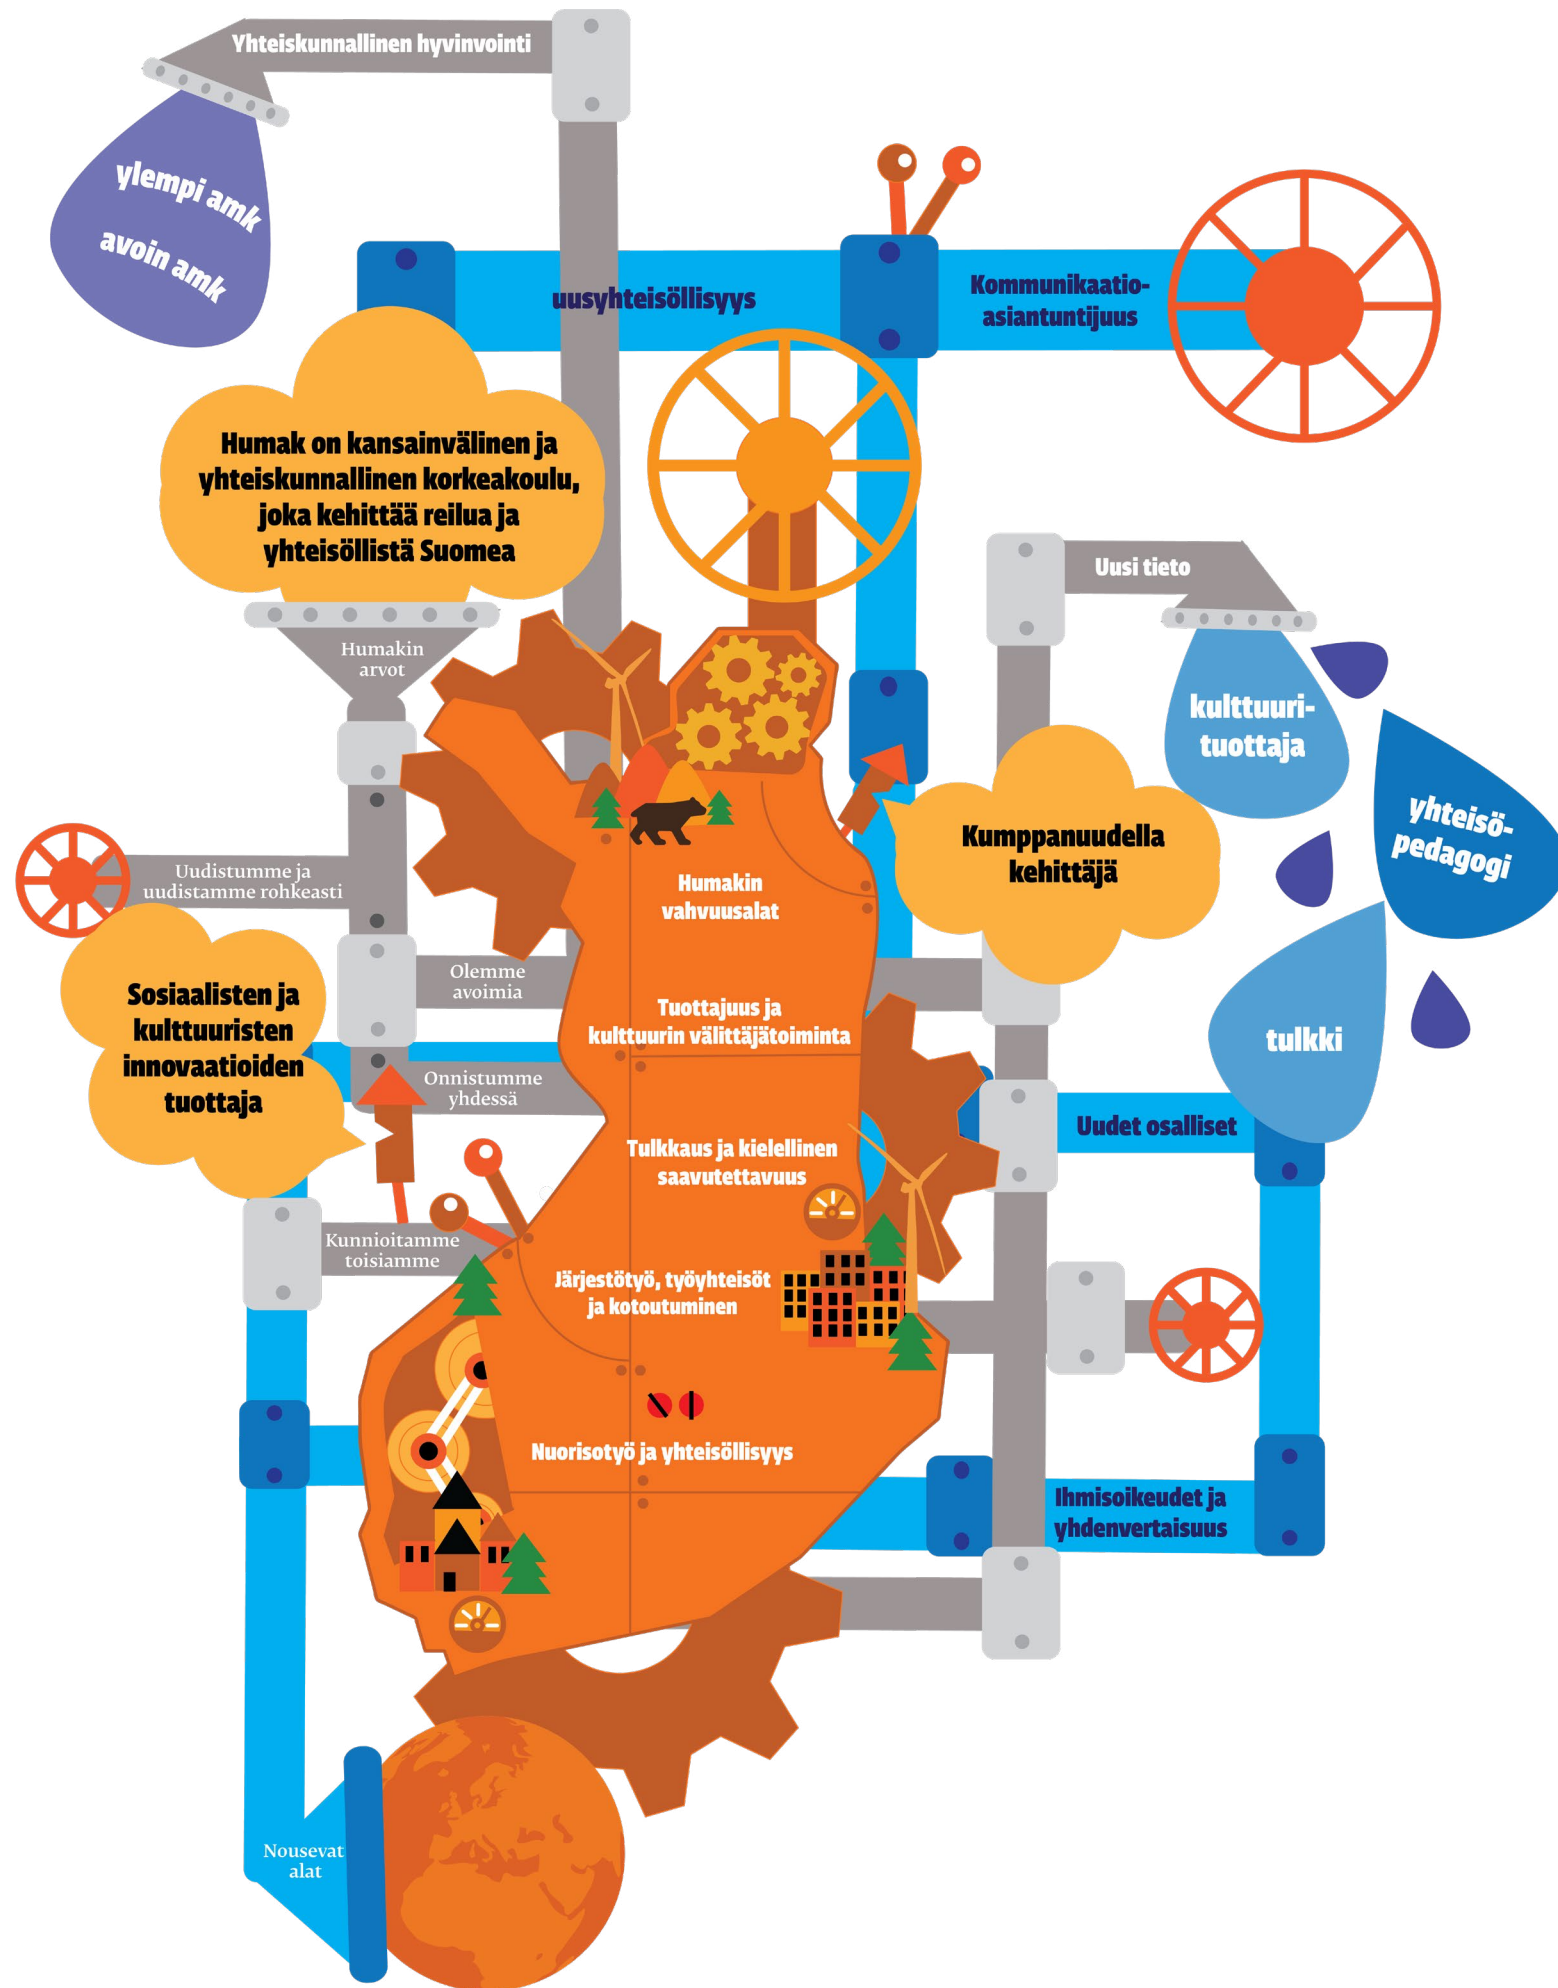 Yhteiskunnallinen hyvinvointi
ylempi amk
avoin amk
uusyhteisöllisyys
Kommunikaatio-
asiantuntijuus
Humak on kansainvälinen ja
yhteiskunnallinen korkeakoulu,
joka kehittää reilua ja
yhteisöllistä Suomea
Uusi tieto
Humakin
arvot
kulttuuri-
tuottaja
yhteisö-
pedagogi
Kumppanuudella
kehittäjä
Uudistumme ja
uudistamme rohkeasti
Humakin
vahvuusalat
Olemme
avoimia
Sosiaalisten ja
kulttuuristen
innovaatioiden
tuottaja
Tuottajuus ja
kulttuurin välittäjätoiminta
tulkki
Onnistumme
yhdessä
Uudet osalliset
Tulkkaus ja kielellinen
saavutettavuus
Kunnioitamme
toisiamme
Järjestötyö, työyhteisöt
ja kotoutuminen
Nuorisotyö ja yhteisöllisyys
Ihmisoikeudet ja
yhdenvertaisuus
Nousevat
alat